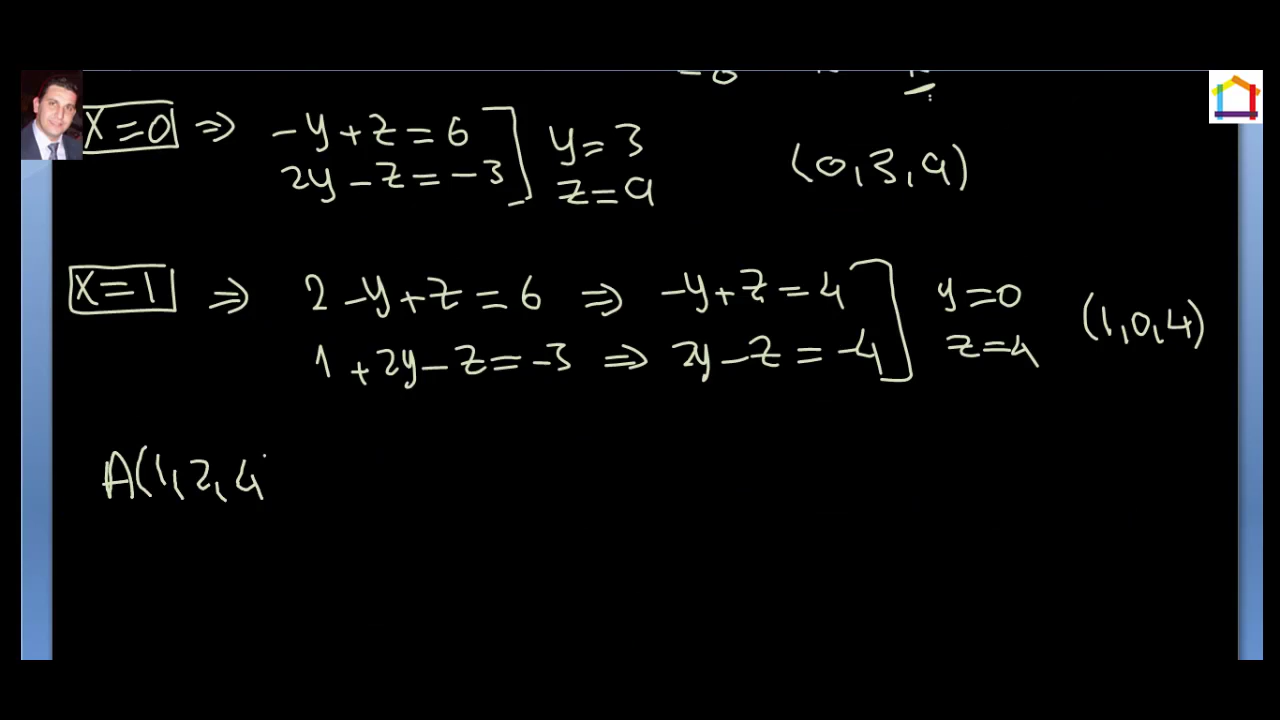 X=0 ⇒ -y+z=6 ] y=3
2y-z=-3 ] z=9 (0,3,9)
X=1 ⇒ 2-y+z=6 ⇒ -y+z=4 ] y=0
1+2y-z=-3 ⇒ 2y-z=-4 ] z=4 (1,0,4)
A(1,2,4